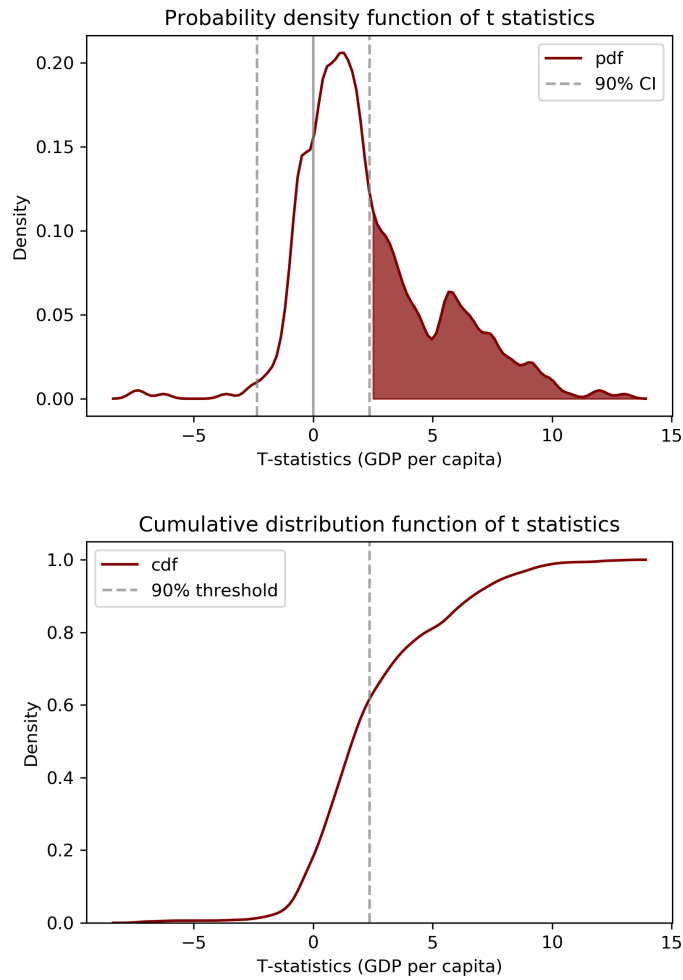 Probability density function of t statistics
pdf
90% CI
0.20
0.15
0.10
0.05
0.00
Density
−5
0
5
10
15
T-statistics (GDP per capita)
Cumulative distribution function of t statistics
cdf
90% threshold
1.0
0.8
0.6
0.4
0.2
0.0
Density
−5
0
5
10
15
T-statistics (GDP per capita)